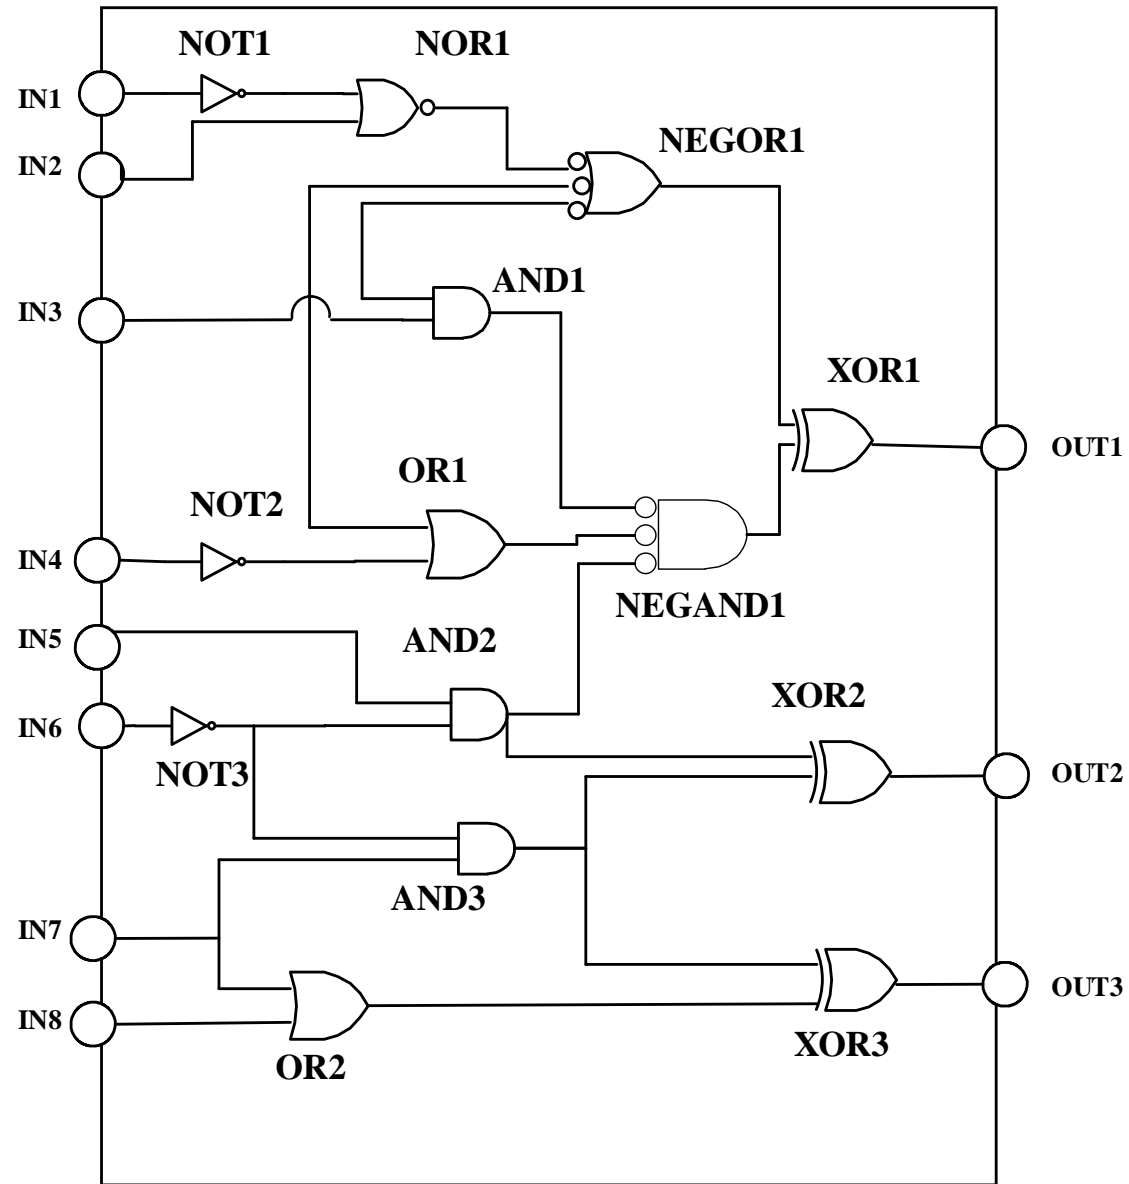 NOT1
NOR1
IN1
NEGOR1
IN2
AND1
IN3
XOR1
OUT1
OR1
NOT2
IN4
NEGAND1
IN5
AND2
XOR2
IN6
NOT3
OUT2
AND3
IN7
OUT3
IN8
XOR3
OR2